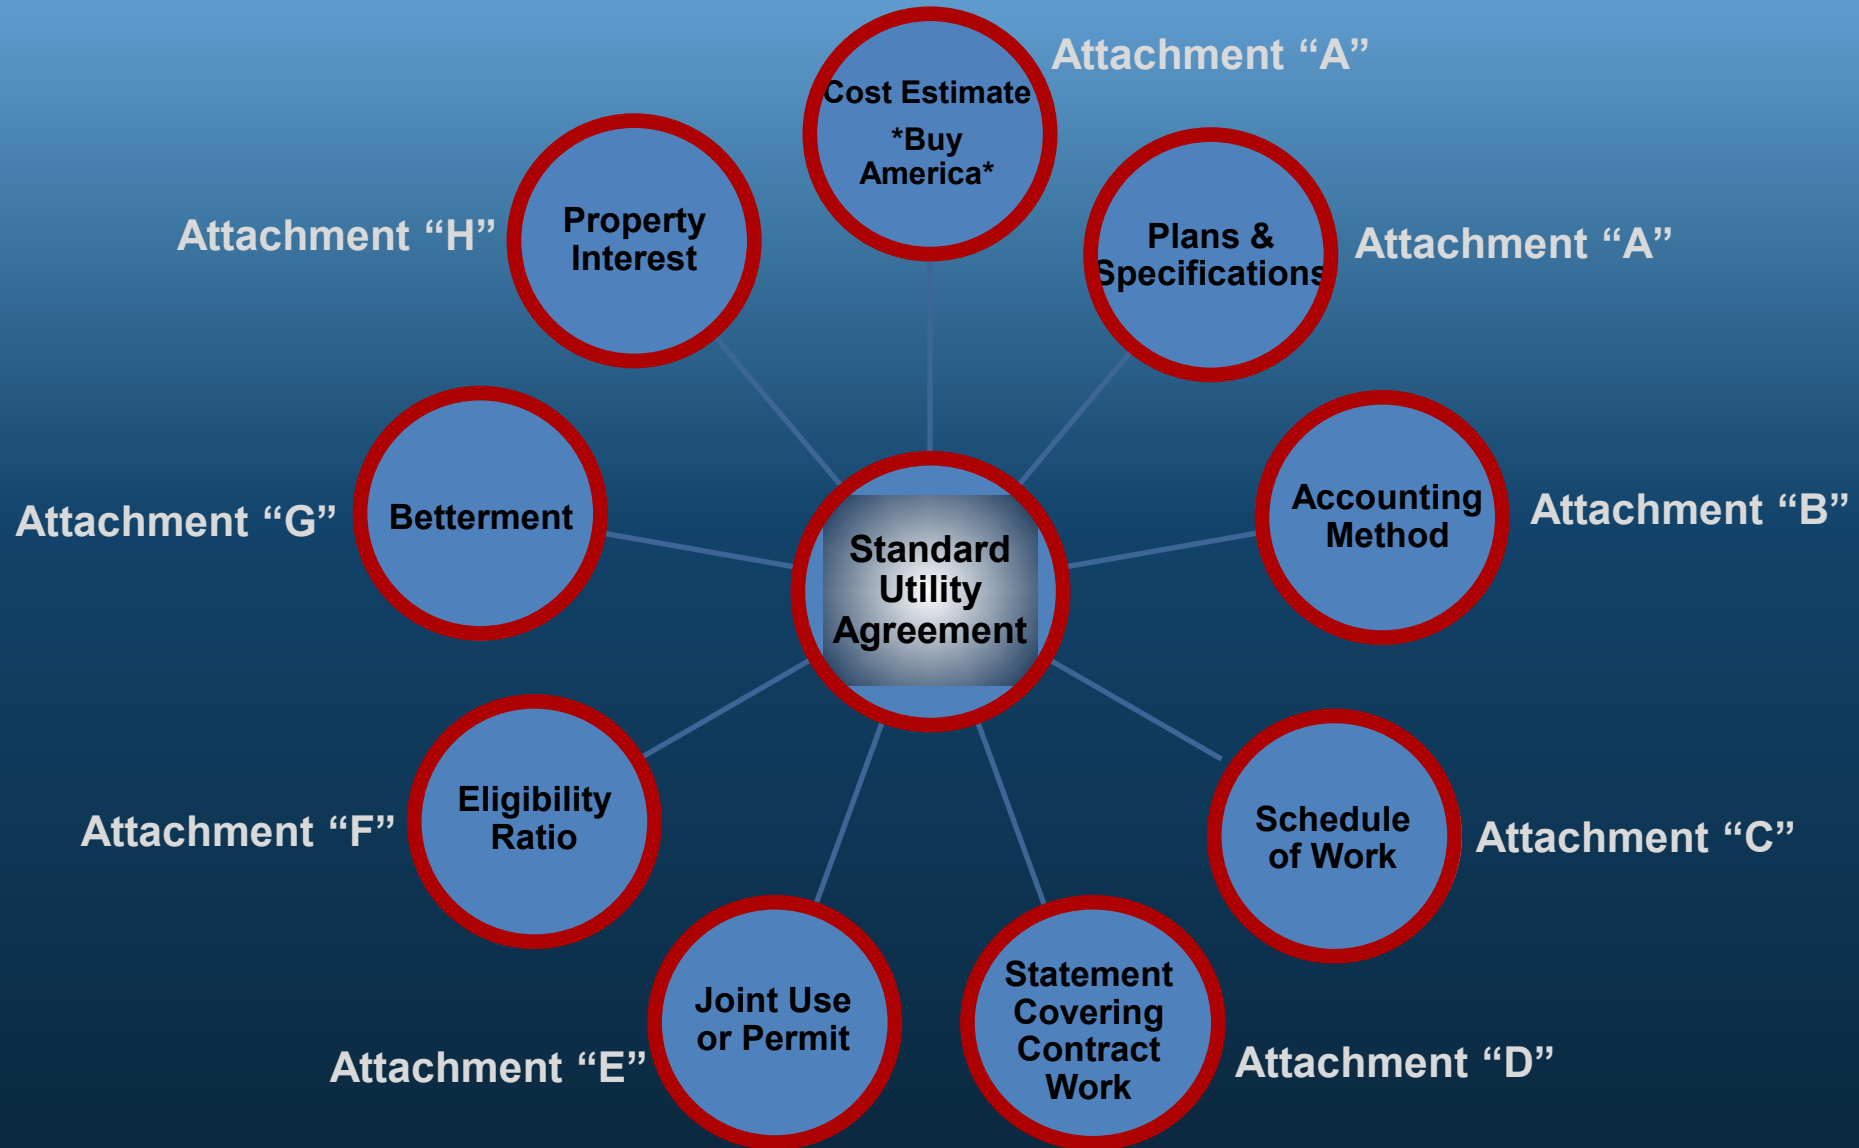 Attachment “A”
Cost Estimate
*Buy
America*
Plans &
Specifications
Attachment “A”
Accounting
Method
Attachment “B”
Schedule
of Work
Attachment “C”
Statement
Covering
Contract
Work
Attachment “D”
Joint Use
or Permit
Attachment “E”
Eligibility
Ratio
Attachment “F”
Betterment
Attachment “G”
Property
Interest
Attachment “H”
Standard
Utility
Agreement